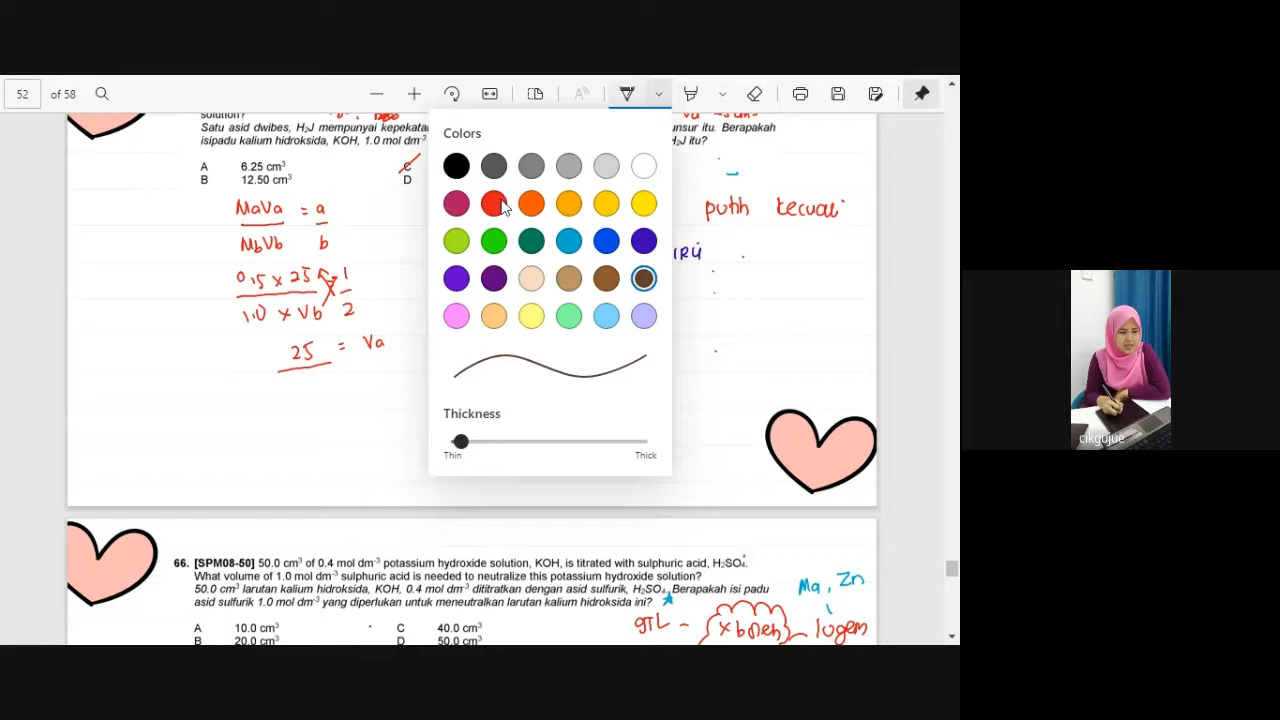 52 of 58
solution?
Satu asid dwibes, H₂J mempunyai kepekatan
unsur itu. Berapakah
isipadu kalium hidroksida, KOH, 1.0 mol dm⁻³
H₂J itu?
A 6.25 cm³ C
B 12.50 cm³ D
MaVa = a
MbVb b
0.5 x 25 1
1.0 x Vb 2
25 = Va
Colors
Thickness
Thin Thick
putih kecuali
66. [SPM08-50] 50.0 cm³ of 0.4 mol dm⁻³ potassium hydroxide solution, KOH, is titrated with sulphuric acid, H₂SO₄.
What volume of 1.0 mol dm⁻³ sulphuric acid is needed to neutralize this potassium hydroxide solution?
50.0 cm³ larutan kalium hidroksida, KOH, 0.4 mol dm⁻³ dititratkan dengan asid sulfurik, H₂SO₄. Berapakah isi padu
asid sulfurik 1.0 mol dm⁻³ yang diperlukan untuk meneutralkan larutan kalium hidroksida ini?
Mg, Zn
A 10.0 cm³ C 40.0 cm³
B 20.0 cm³ D 50.0 cm³
GTL - x boleh - logam
cikgujue